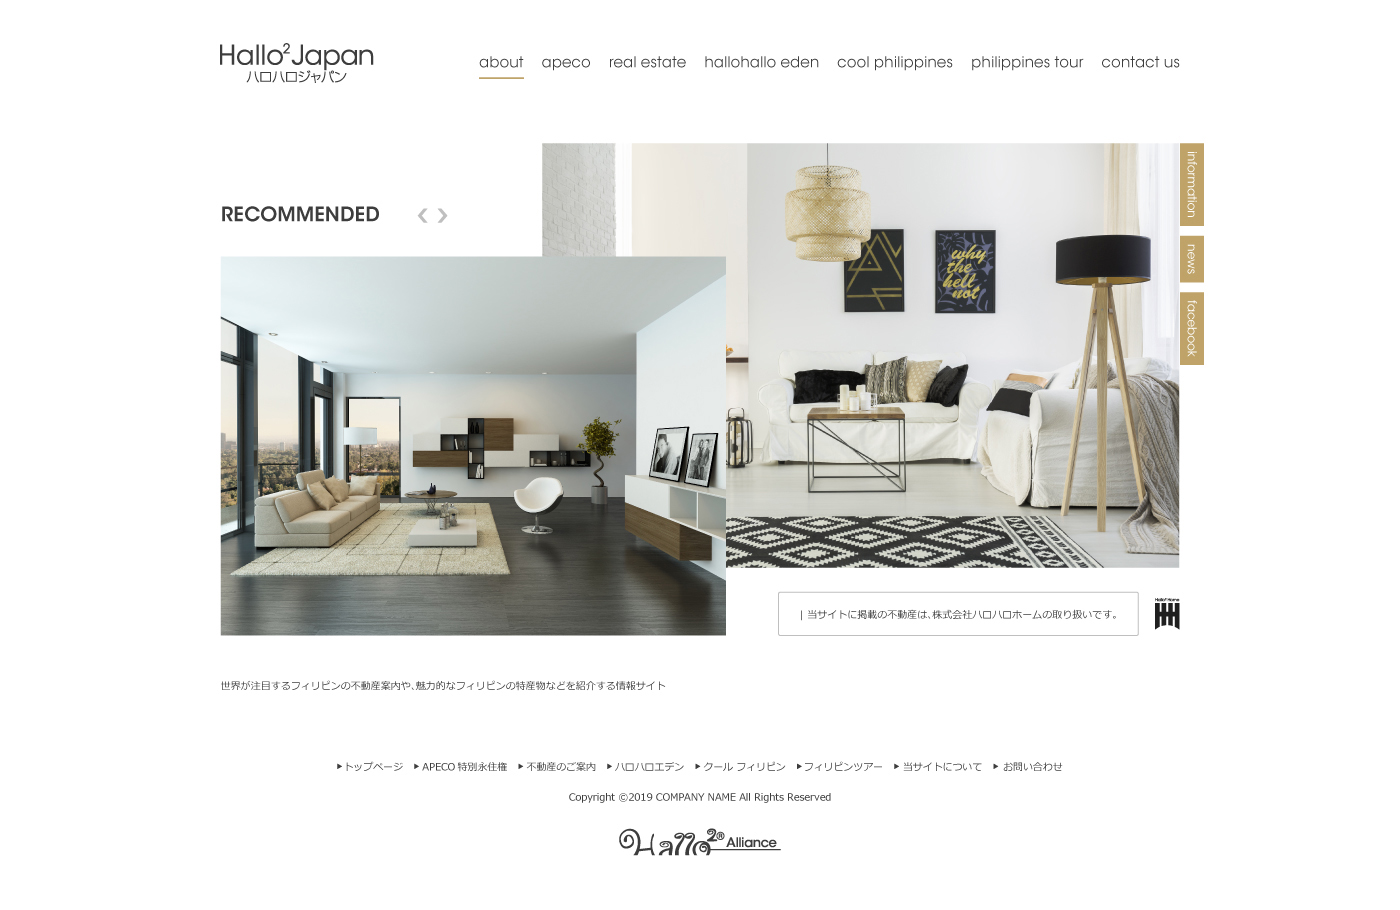 Hallo2Japan
ハロハロジャパン
about apeco real estate hallohallo eden cool philippines philippines tour contact us
information
news
facebook
RECOMMENDED
why
the
hell
not
| 当サイトに掲載の不動産は、株式会社ハロハロホームの取り扱いです。
Hallo2 Home
世界が注目するフィリピンの不動産案内や、魅力的なフィリピンの特産物などを紹介する情報サイト
トップページ APECO 特別永住権 不動産のご案内 ハロハロエデン クール フィリピン フィリピンツアー 当サイトについて お問い合わせ
Copyright ©2019 COMPANY NAME All Rights Reserved
Hallo2® Alliance